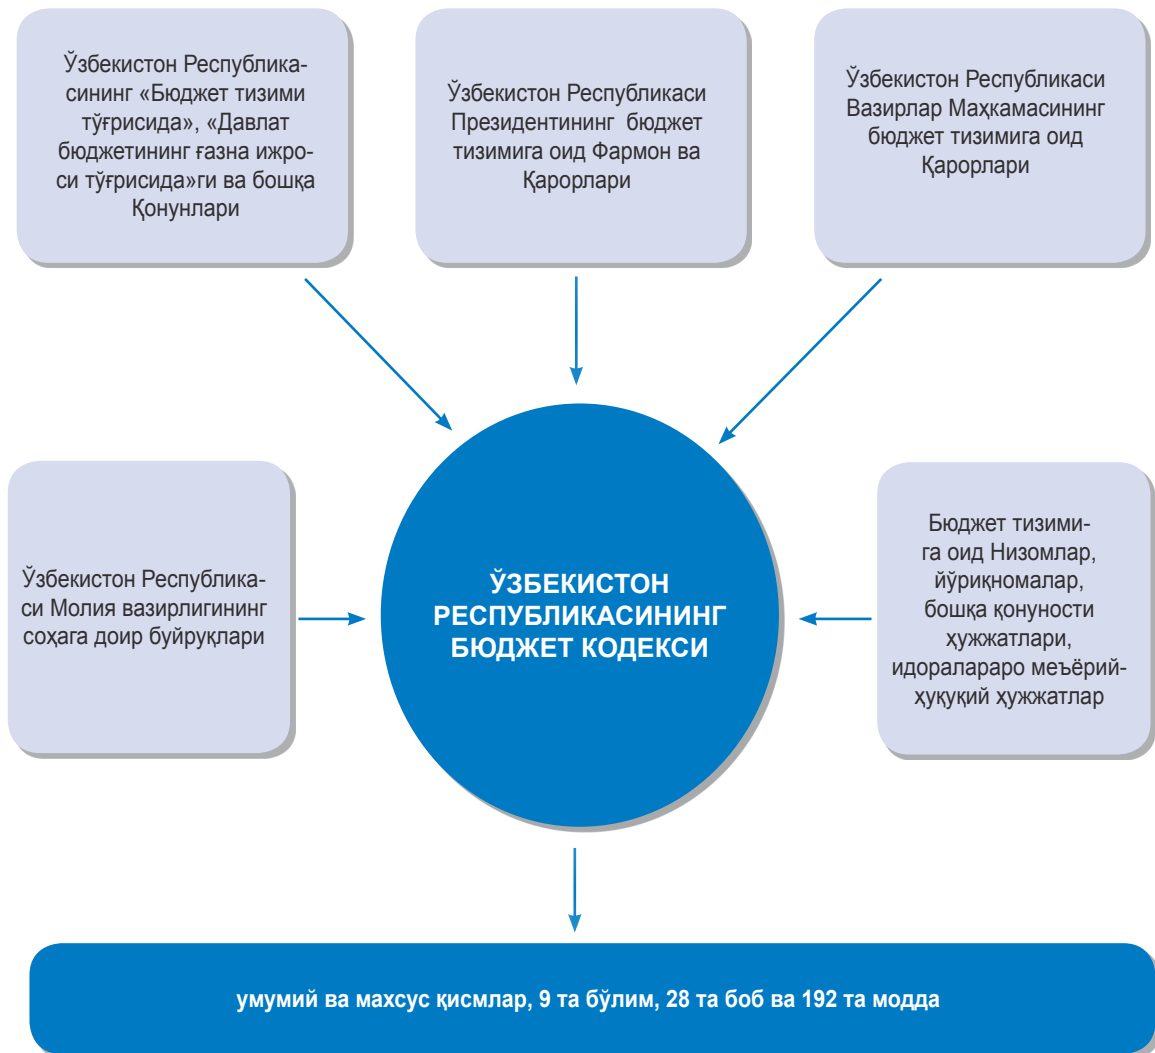 Ўзбекистон Республика-
сининг «Бюджет тизими
тўғрисида», «Давлат
бюджетининг ғазна ижро-
си тўғрисида»ги ва бошқа
Қонунлари
Ўзбекистон Республикаси
Президентининг бюджет
тизимига оид Фармон ва
Қарорлари
Ўзбекистон Республикаси
Вазирлар Маҳкамасининг
бюджет тизимига оид
Қарорлари
Ўзбекистон Республика-
си Молия вазирлигининг
соҳага доир буйруқлари
ЎЗБЕКИСТОН
РЕСПУБЛИКАСИНИНГ
БЮДЖЕТ КОДЕКСИ
Бюджет тизими-
га оид Низомлар,
йўриқномалар,
бошқа қонуности
ҳужжатлари,
идоралараро меъёрий-
ҳуқуқий ҳужжатлар
умумий ва махсус қисмлар, 9 та бўлим, 28 та боб ва 192 та модда